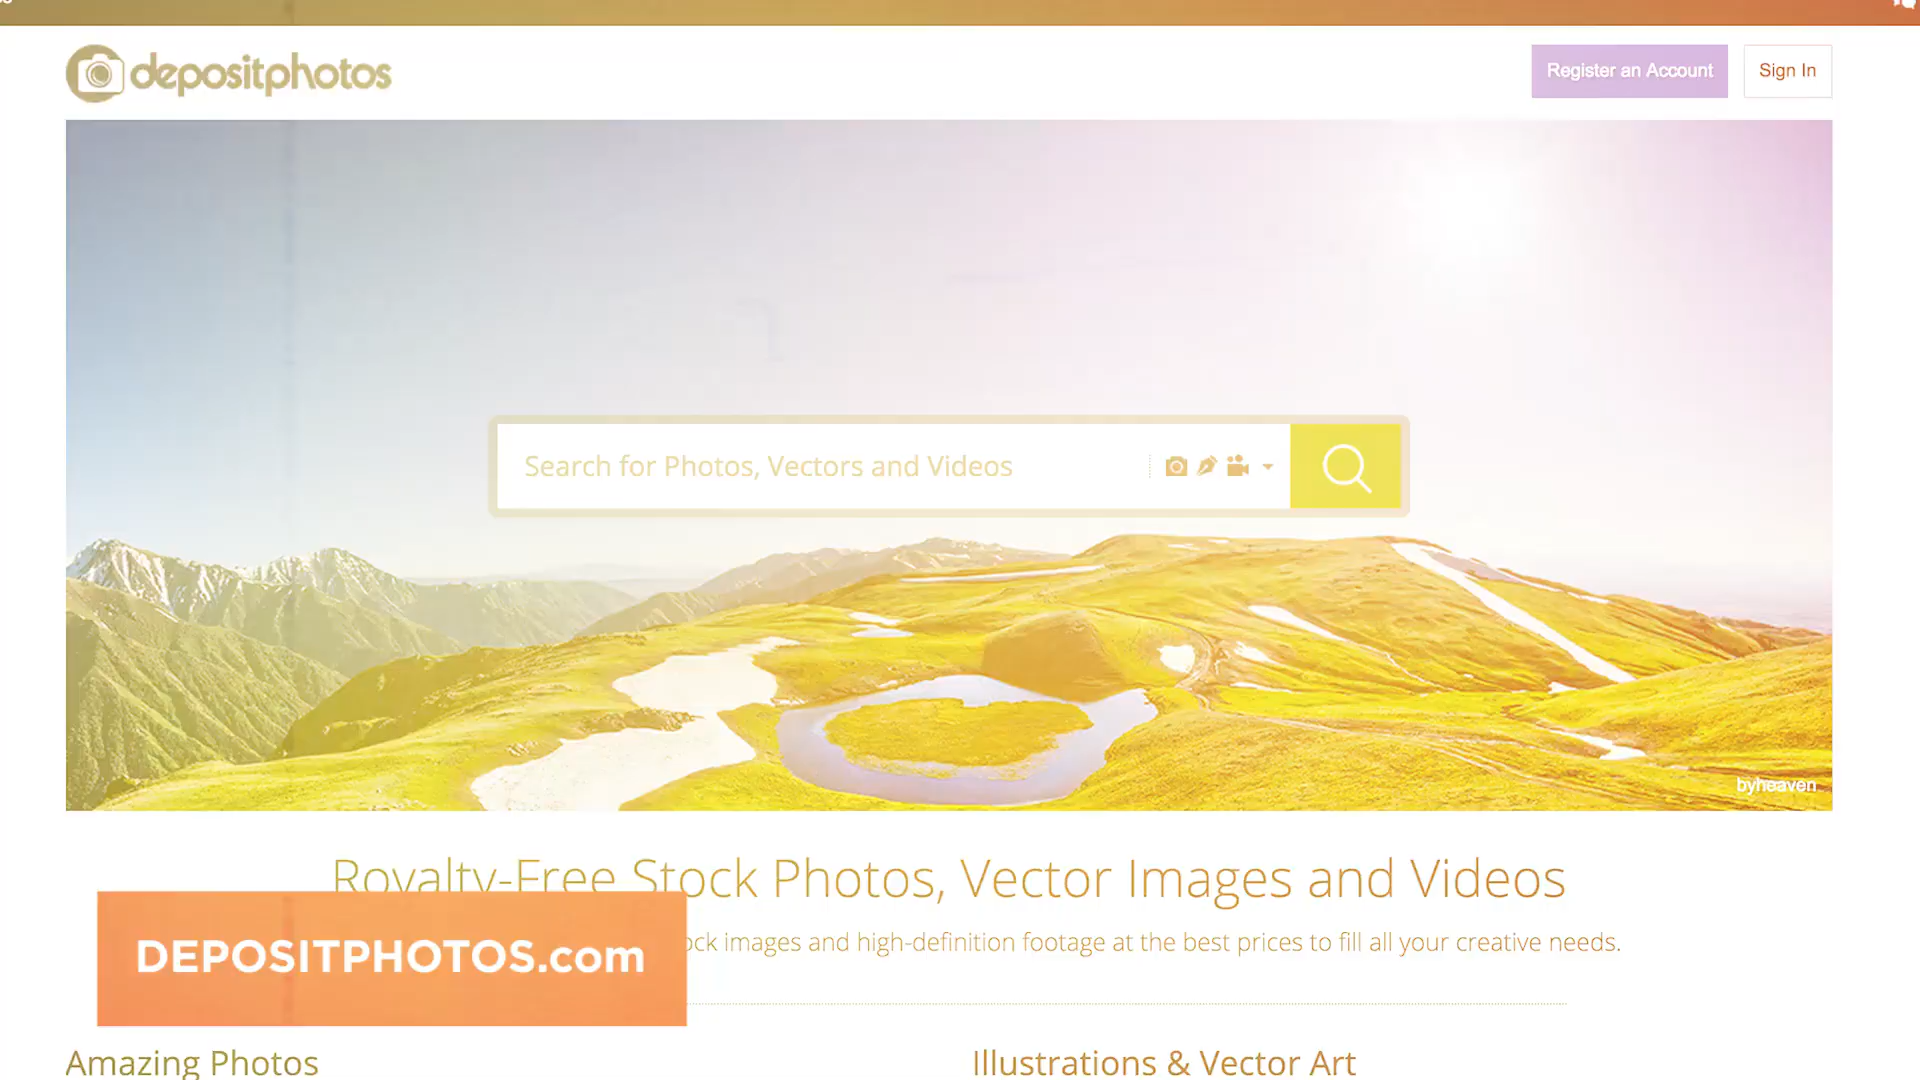 depositphotos
Register an Account
Sign In
Search for Photos, Vectors and Videos
byheaven
Royalty-Free Stock Photos, Vector Images and Videos
images and high-definition footage at the best prices to fill all your creative needs.
DEPOSITPHOTOS.com
Amazing Photos
Illustrations & Vector Art